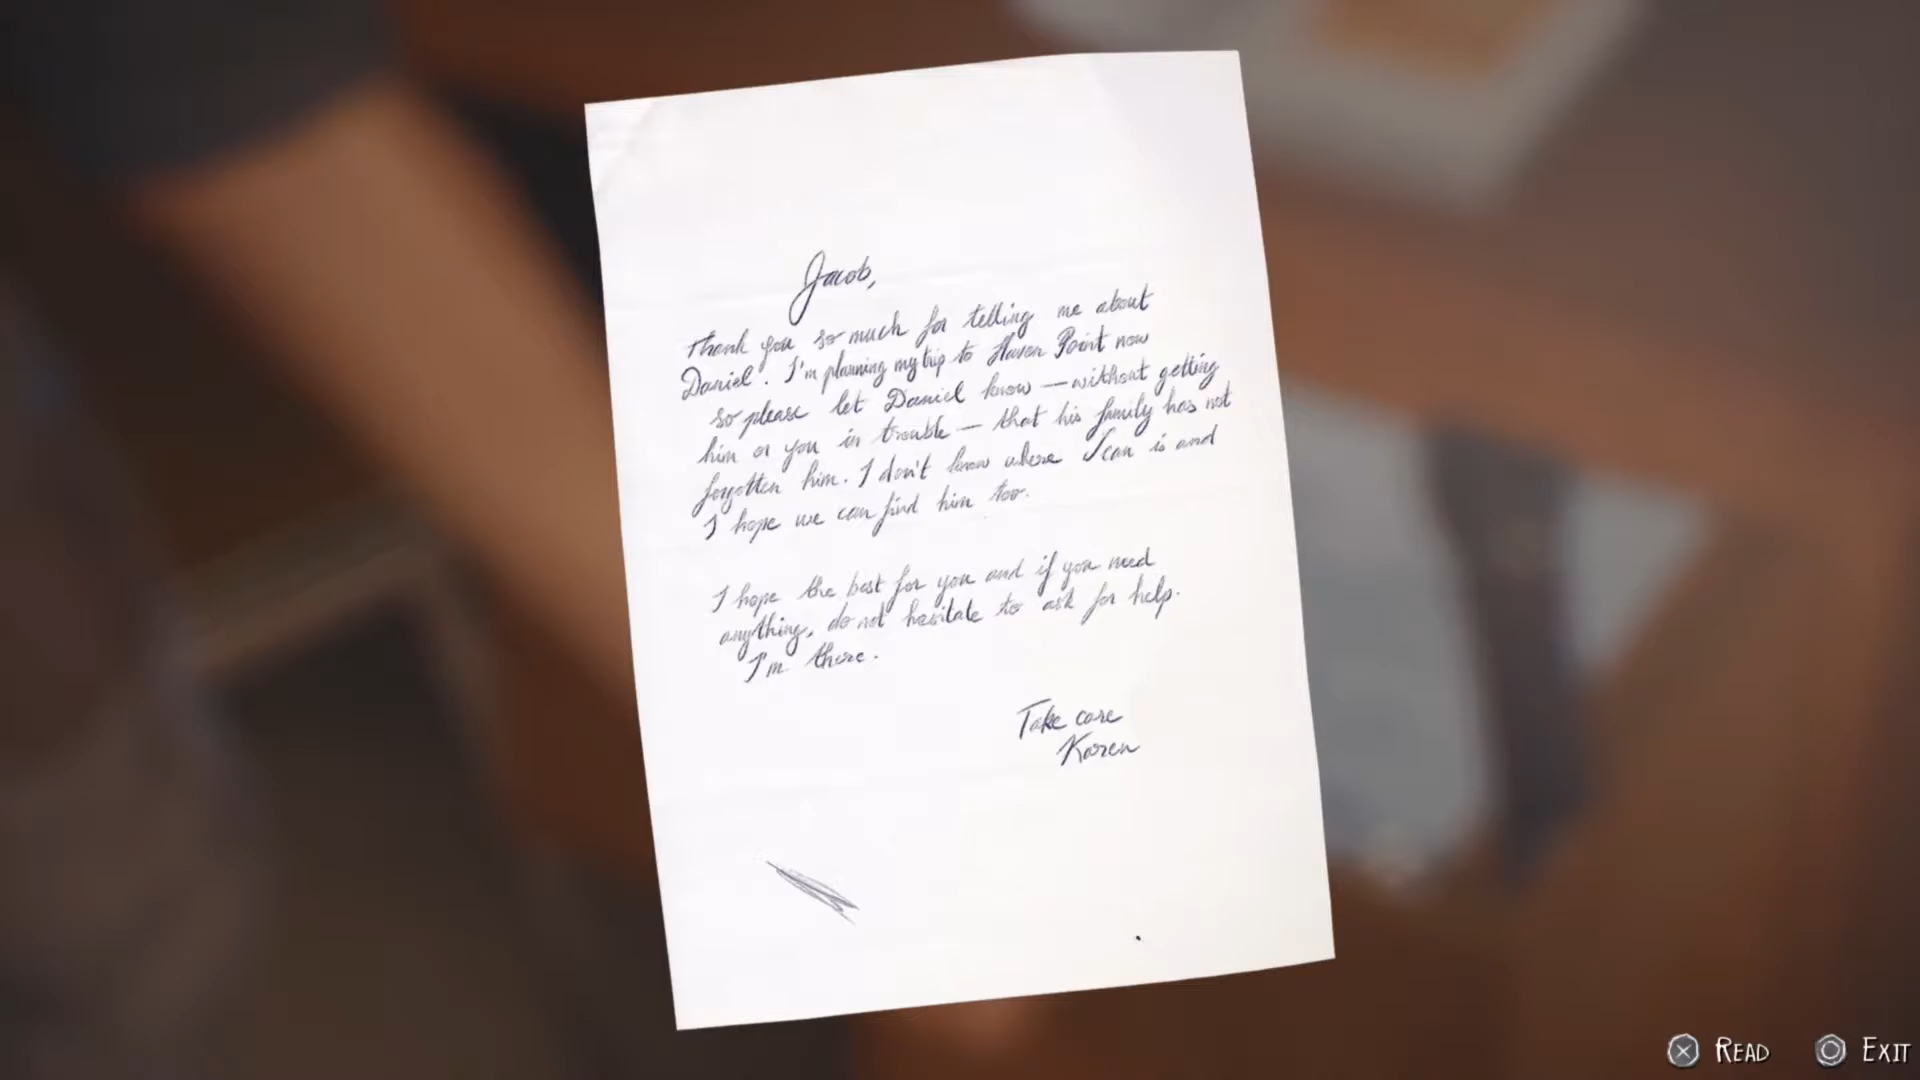 Jacob,
Thank you so much for telling me about
Daniel. I'm planning my trip to Haven Point now
so please let Daniel know — without getting
him or you in trouble — that his family has not
forgotten him. I don't know where Sean is and
I hope we can find him too.
I hope the best for you and if you need
anything, do not hesitate to ask for help.
I'm there.
Take care
Karen
READ EXIT